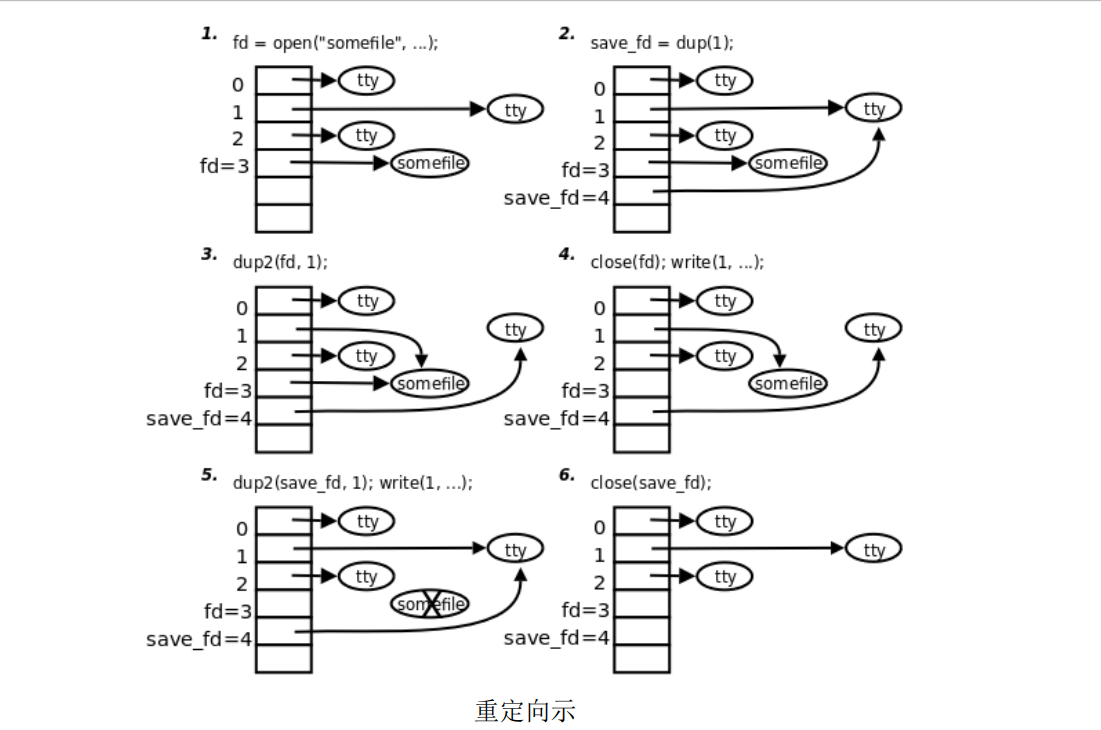 1. fd = open("somefile", ...);
0 tty
1 tty
2 tty
fd=3 somefile
2. save_fd = dup(1);
0 tty
1 tty
2 tty
fd=3 somefile
save_fd=4
3. dup2(fd, 1);
0 tty
1 tty
2 tty
fd=3 somefile
save_fd=4
4. close(fd); write(1, ...);
0 tty
1 tty
2 tty
fd=3 somefile
save_fd=4
5. dup2(save_fd, 1); write(1, ...);
0 tty
1 tty
2 tty
fd=3 somefile
save_fd=4
6. close(save_fd);
0 tty
1 tty
2 tty
fd=3
save_fd=4
重定向示